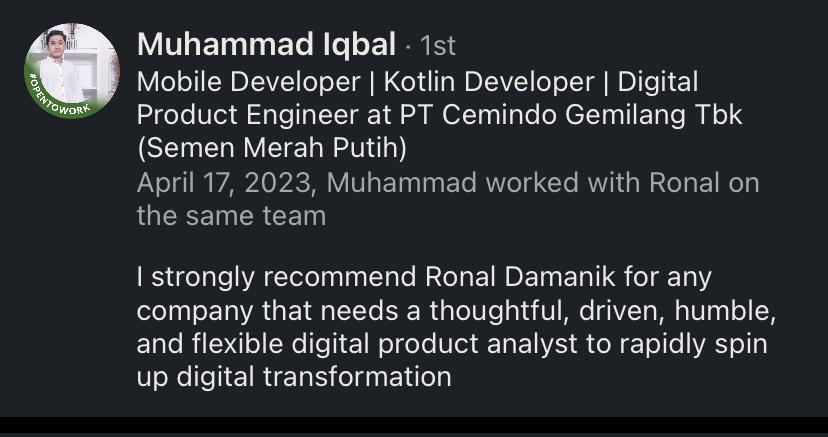 Muhammad Iqbal · 1st
Mobile Developer | Kotlin Developer | Digital
Product Engineer at PT Cemindo Gemilang Tbk
(Semen Merah Putih)
April 17, 2023, Muhammad worked with Ronal on
the same team
I strongly recommend Ronal Damanik for any
company that needs a thoughtful, driven, humble,
and flexible digital product analyst to rapidly spin
up digital transformation
#OPENTOWORK